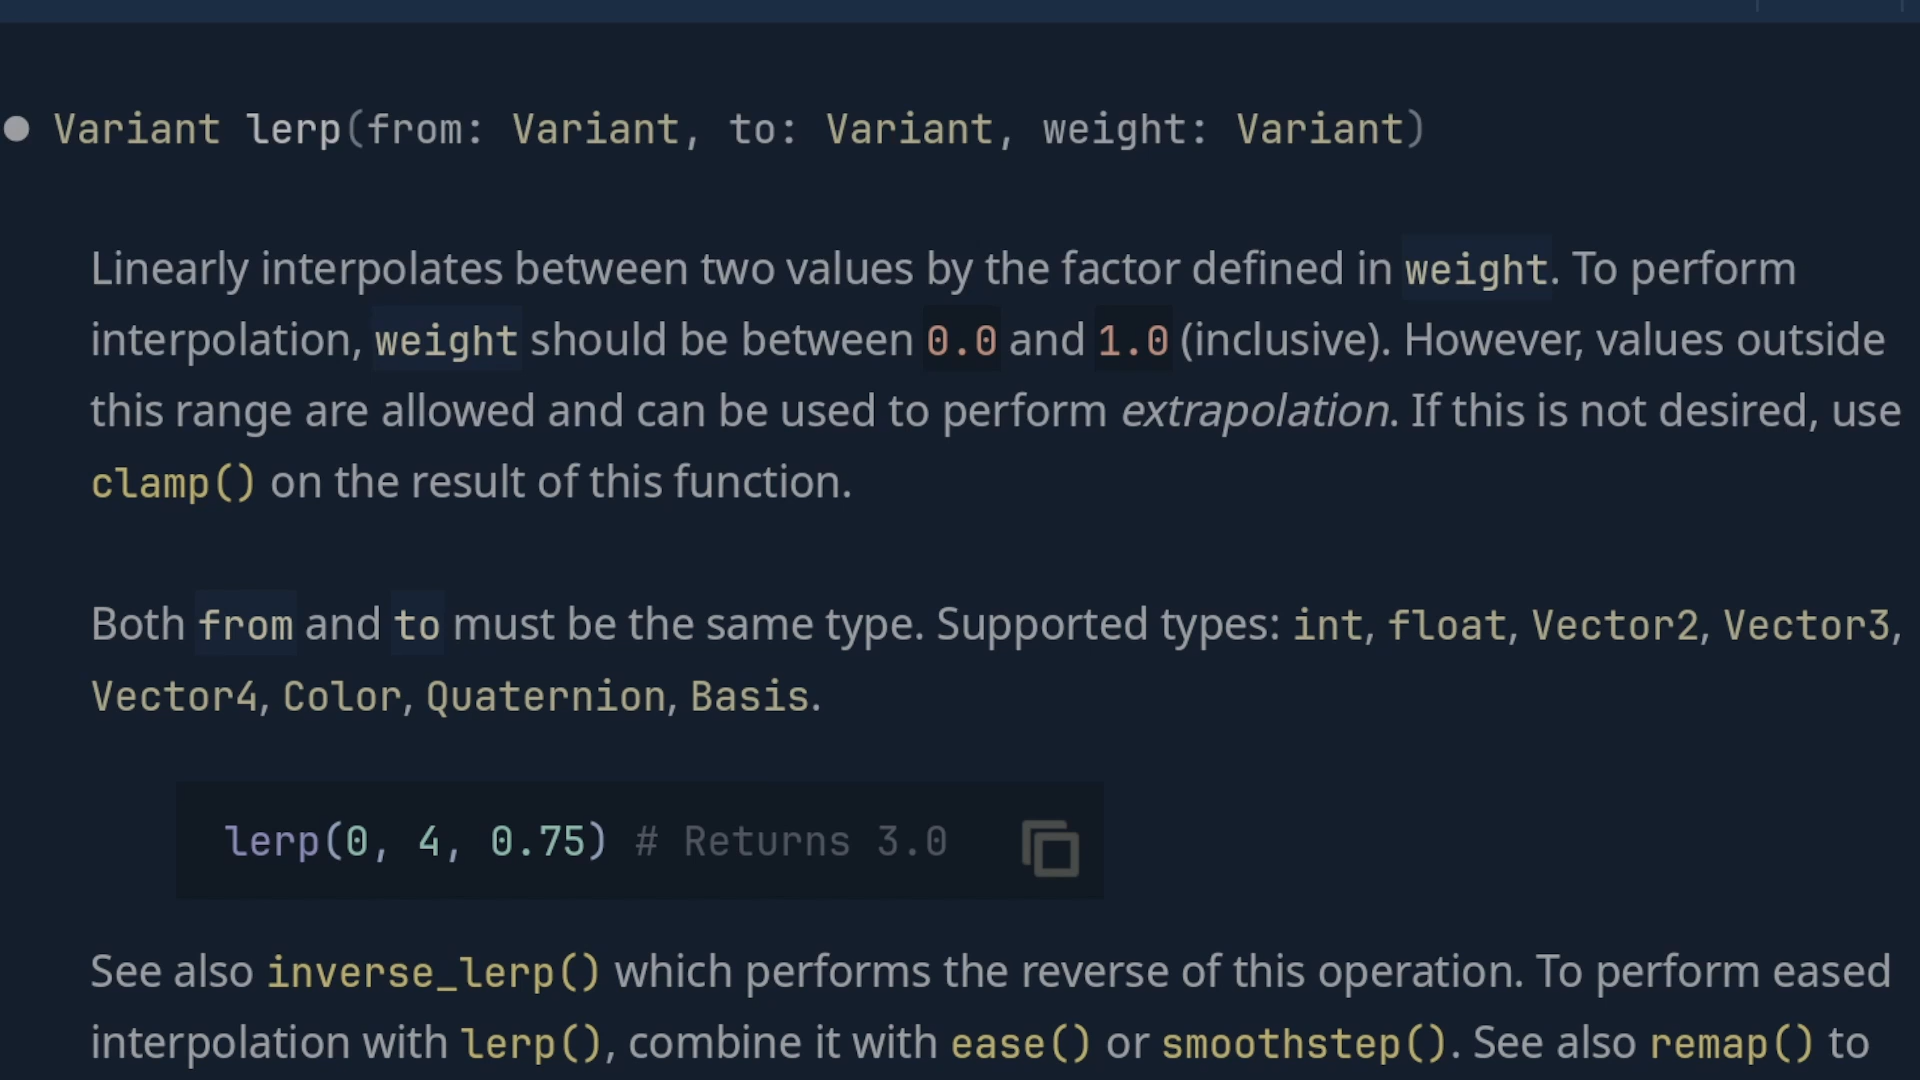 ● Variant lerp(from: Variant, to: Variant, weight: Variant)
Linearly interpolates between two values by the factor defined in weight. To perform
interpolation, weight should be between 0.0 and 1.0 (inclusive). However, values outside
this range are allowed and can be used to perform extrapolation. If this is not desired, use
clamp() on the result of this function.
Both from and to must be the same type. Supported types: int, float, Vector2, Vector3,
Vector4, Color, Quaternion, Basis.
lerp(0, 4, 0.75) # Returns 3.0
See also inverse_lerp() which performs the reverse of this operation. To perform eased
interpolation with lerp(), combine it with ease() or smoothstep(). See also remap() to